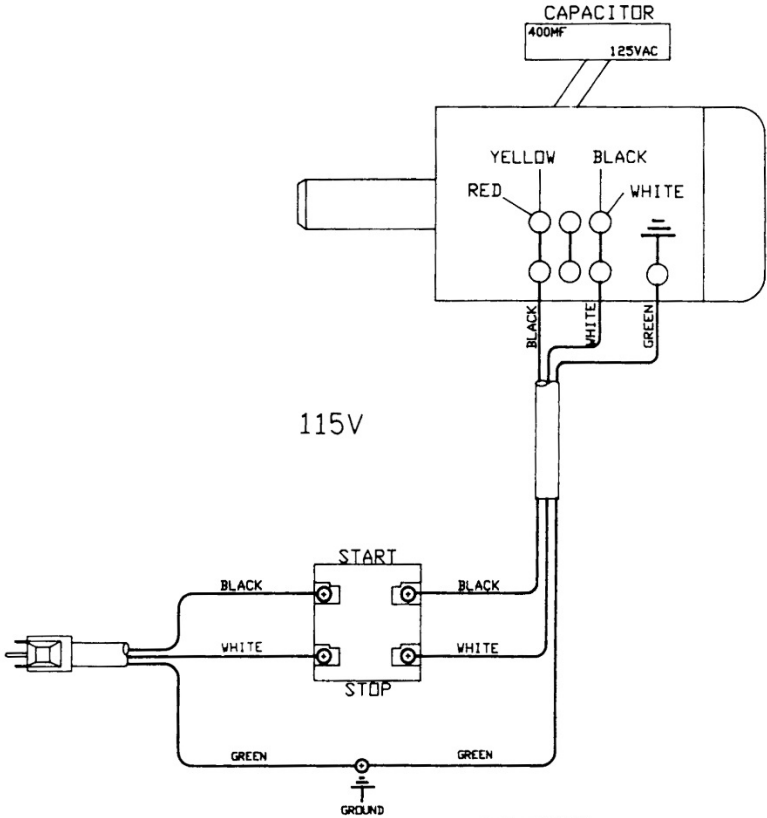 CAPACITOR
400MF
125VAC
YELLOW BLACK
RED WHITE
BLACK WHITE GREEN
115V
START
BLACK BLACK
WHITE WHITE
STOP
GREEN GREEN
GROUND